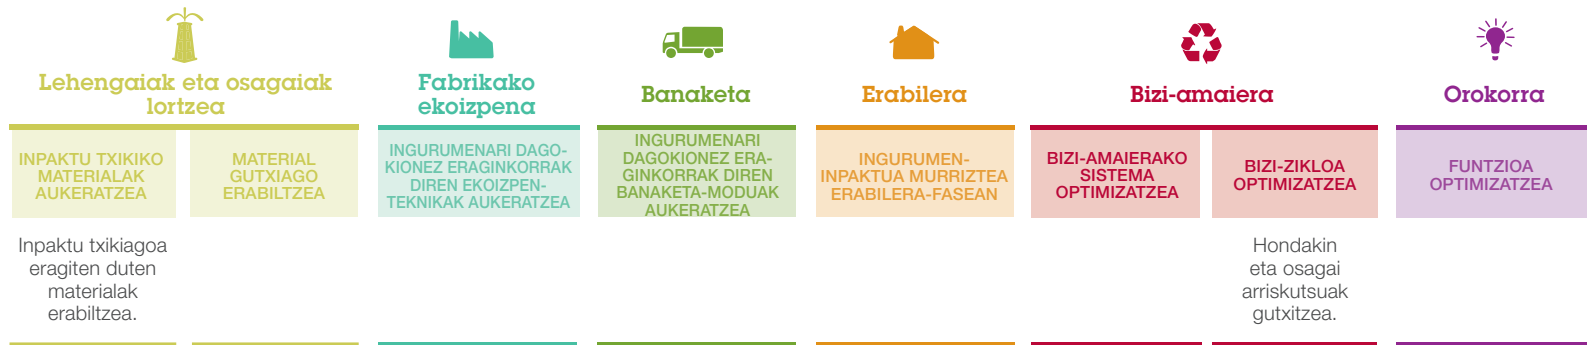 Lehengaiak eta osagaiak
lortzea
Fabrikako
ekoizpena
Banaketa
Erabilera
Bizi-amaiera
Orokorra
INPAKTU TXIKIKO
MATERIALAK
AUKERATZEA
MATERIAL
GUTXIAGO
ERABILTZEA
INGURUMENARI DAGO-
KIONEZ ERAGINKORRAK
DIREN EKOIZPEN-
TEKNIKAK AUKERATZEA
INGURUMENARI
DAGOKIONEZ ERA-
GINKORRAK DIREN
BANAKETA-MODUAK
AUKERATZEA
INGURUMEN-
INPAKTUA MURRIZTEA
ERABILERA-FASEAN
BIZI-AMAIERAKO
SISTEMA
OPTIMIZATZEA
BIZI-ZIKLOA
OPTIMIZATZEA
FUNTZIOA
OPTIMIZATZEA
Inpaktu txikiagoa
eragiten duten
materialak
erabiltzea.
Hondakin
eta osagai
arriskutsuak
gutxitzea.